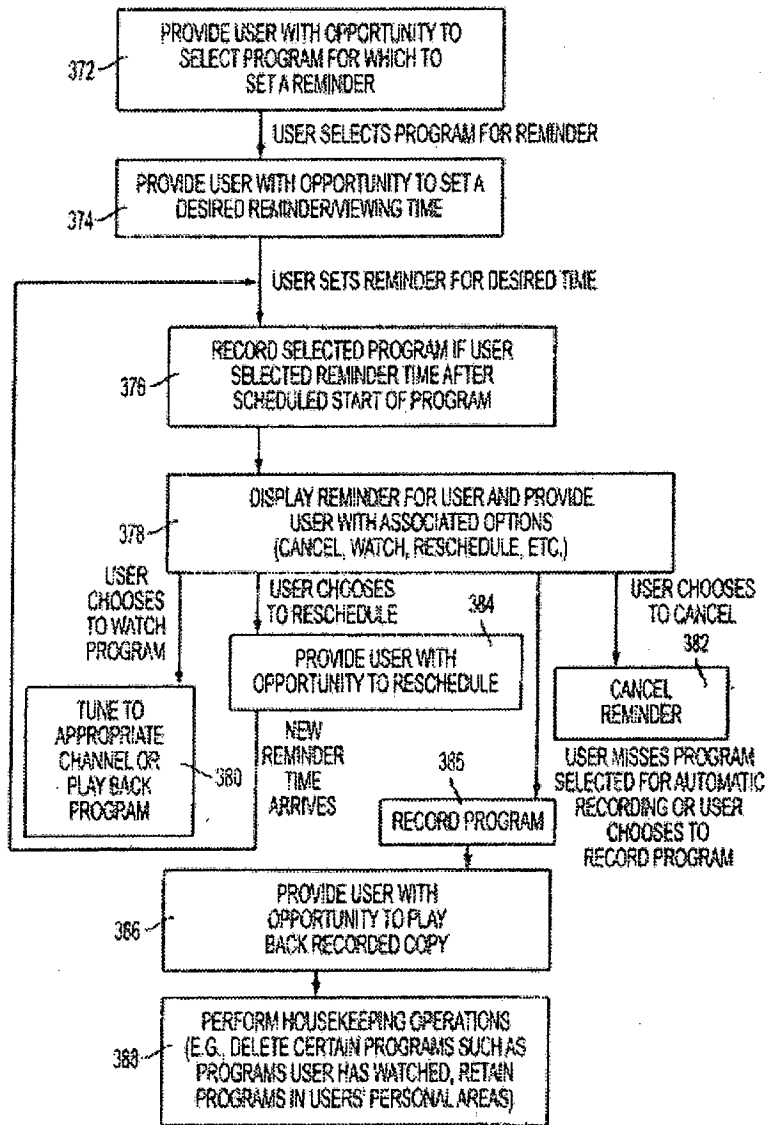 PROVIDE USER WITH OPPORTUNITY TO
SELECT PROGRAM FOR WHICH TO
SET A REMINDER
372
USER SELECTS PROGRAM FOR REMINDER
PROVIDE USER WITH OPPORTUNITY TO SET A
DESIRED REMINDER/VIEWING TIME
374
USER SETS REMINDER FOR DESIRED TIME
RECORD SELECTED PROGRAM IF USER
SELECTED REMINDER TIME AFTER
SCHEDULED START OF PROGRAM
376
DISPLAY REMINDER FOR USER AND PROVIDE
USER WITH ASSOCIATED OPTIONS
(CANCEL, WATCH, RESCHEDULE, ETC.)
378
USER
CHOOSES
TO WATCH
PROGRAM
USER CHOOSES
TO RESCHEDULE
384
USER CHOOSES
TO CANCEL
382
PROVIDE USER WITH
OPPORTUNITY TO RESCHEDULE
CANCEL
REMINDER
TUNE TO
APPROPRIATE
CHANNEL OR
PLAY BACK
PROGRAM
380
NEW
REMINDER
TIME
ARRIVES
385
USER MISSES PROGRAM
SELECTED FOR AUTOMATIC
RECORDING OR USER
CHOOSES TO
RECORD PROGRAM
RECORD PROGRAM
PROVIDE USER WITH
OPPORTUNITY TO PLAY
BACK RECORDED COPY
386
PERFORM HOUSEKEEPING OPERATIONS
(E.G., DELETE CERTAIN PROGRAMS SUCH AS
PROGRAMS USER HAS WATCHED, RETAIN
PROGRAMS IN USERS' PERSONAL AREAS)
388